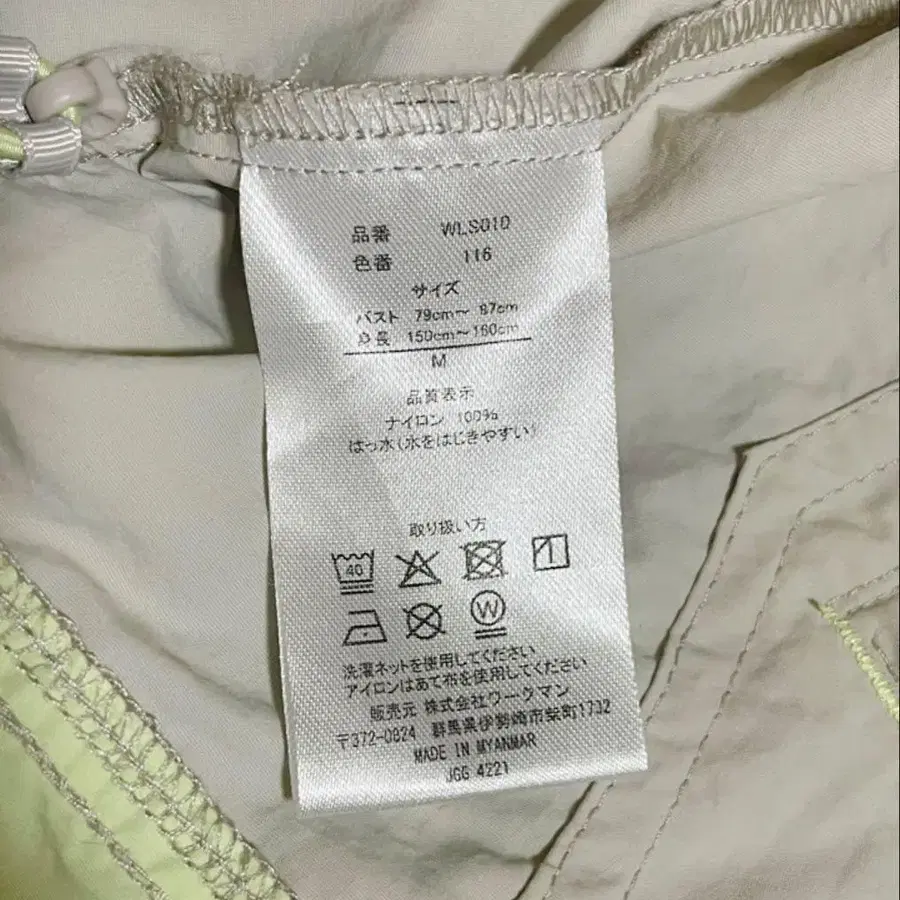 品番 WLS010
色番 116
サイズ
バスト 79cm～ 87cm
身長 150cm～160cm
M
品質表示
ナイロン 100%
はっ水(水をはじきやすい)
取り扱い方
40
W
洗濯ネットを使用してください
アイロンはあて布を使用してください
販売元 株式会社ワークマン
〒372-0824 群馬県伊勢崎市柴町1732
MADE IN MYANMAR
JGG 4221